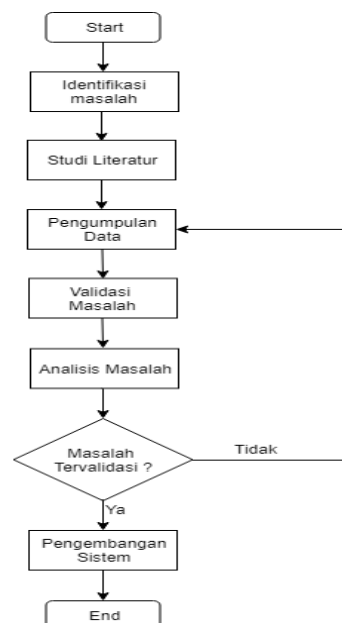 Start
Identifikasi
masalah
Studi Literatur
Pengumpulan
Data
Validasi
Masalah
Analisis Masalah
Masalah
Tervalidasi ?
Tidak
Ya
Pengembangan
Sistem
End